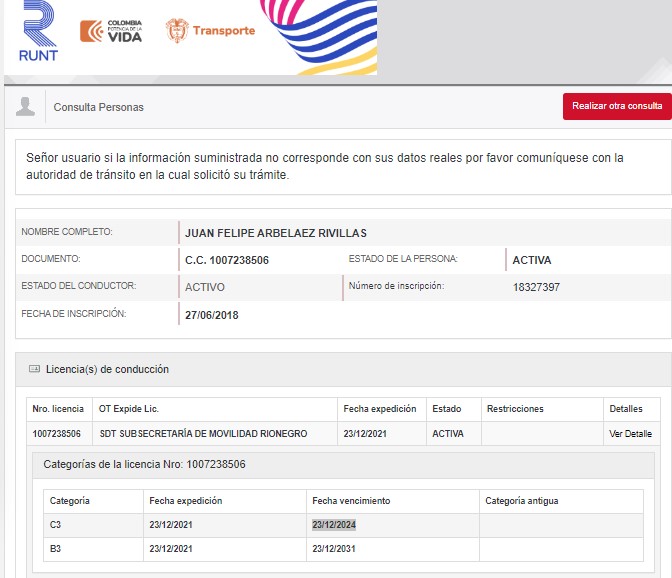 RUNT
COLOMBIA
POTENCIA DE LA
VIDA
Transporte
Consulta Personas
Realizar otra consulta
Señor usuario si la información suministrada no corresponde con sus datos reales por favor comuníquese con la
autoridad de tránsito en la cual solicitó su trámite.
NOMBRE COMPLETO: JUAN FELIPE ARBELAEZ RIVILLAS
DOCUMENTO: C.C. 1007238506 ESTADO DE LA PERSONA: ACTIVA
ESTADO DEL CONDUCTOR: ACTIVO Número de inscripción: 18327397
FECHA DE INSCRIPCIÓN: 27/06/2018
Licencia(s) de conducción
Nro. licencia OT Expide Lic. Fecha expedición Estado Restricciones Detalles
1007238506 SDT SUBSECRETARÍA DE MOVILIDAD RIONEGRO 23/12/2021 ACTIVA Ver Detalle
Categorías de la licencia Nro: 1007238506
Categoría Fecha expedición Fecha vencimiento Categoría antigua
C3 23/12/2021 23/12/2024
B3 23/12/2021 23/12/2031